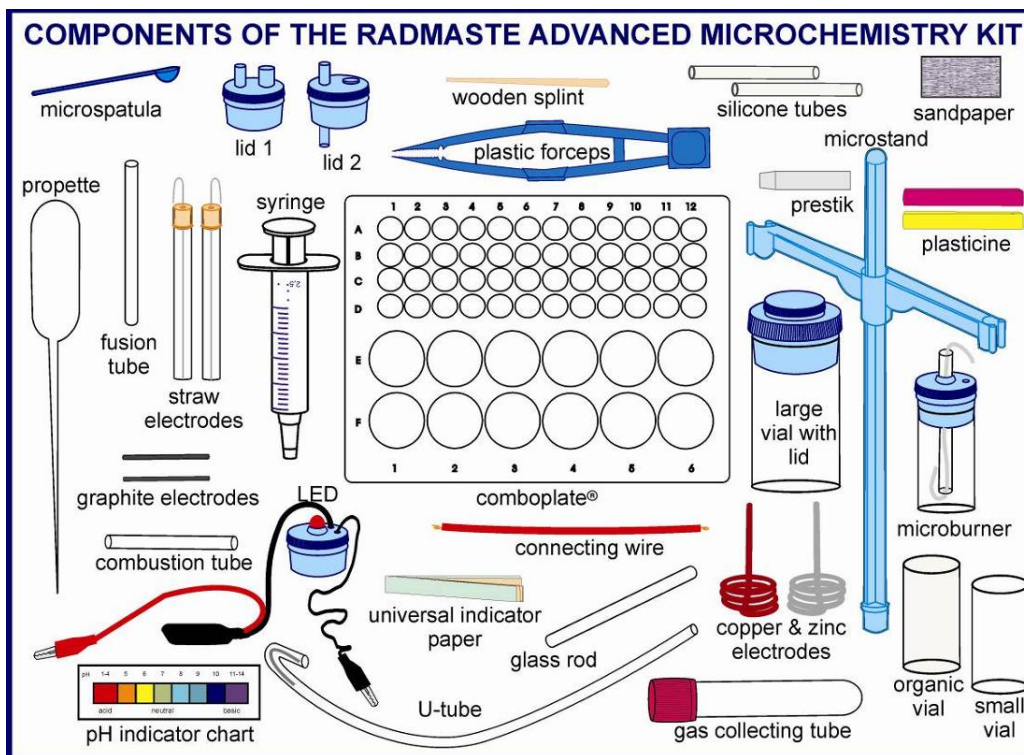 COMPONENTS OF THE RADMASTE ADVANCED MICROCHEMISTRY KIT
microspatula
lid 1
lid 2
wooden splint
silicone tubes
sandpaper
plastic forceps
microstand
propette
fusion
tube
straw
electrodes
syringe
2,5
prestik
plasticine
1 2 3 4 5 6 7 8 9 10 11 12
A
B
C
D
E
F
1 2 3 4 5 6
comboplate®
large
vial with
lid
microburner
graphite electrodes
LED
combustion tube
connecting wire
universal indicator
paper
glass rod
copper & zinc
electrodes
organic
vial
small
vial
pH 1-4 5 6 7 8 9 10 11-14
acid neutral basic
pH indicator chart
U-tube
gas collecting tube